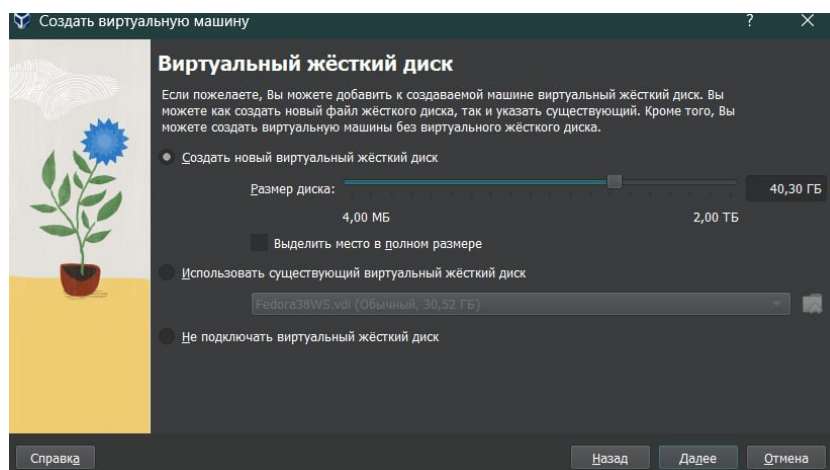 Создать виртуальную машину
?
Виртуальный жёсткий диск
Если пожелаете, Вы можете добавить к создаваемой машине виртуальный жёсткий диск. Вы
можете как создать новый файл жёсткого диска, так и указать существующий. Кроме того, Вы
можете создать виртуальную машины без виртуального жёсткого
диска.
Создать новый виртуальный жёсткий диск
Размер диска:
40,30 ГБ
4,00 МБ
2,00 ТБ
Выделить место в полном размере
Использовать существующий виртуальный жёсткий диск
Fedora38WS.vdi (Обычный, 30,52 ГБ)
Не подключать виртуальный жёсткий диск
Справка
Назад
Далее
Отмена